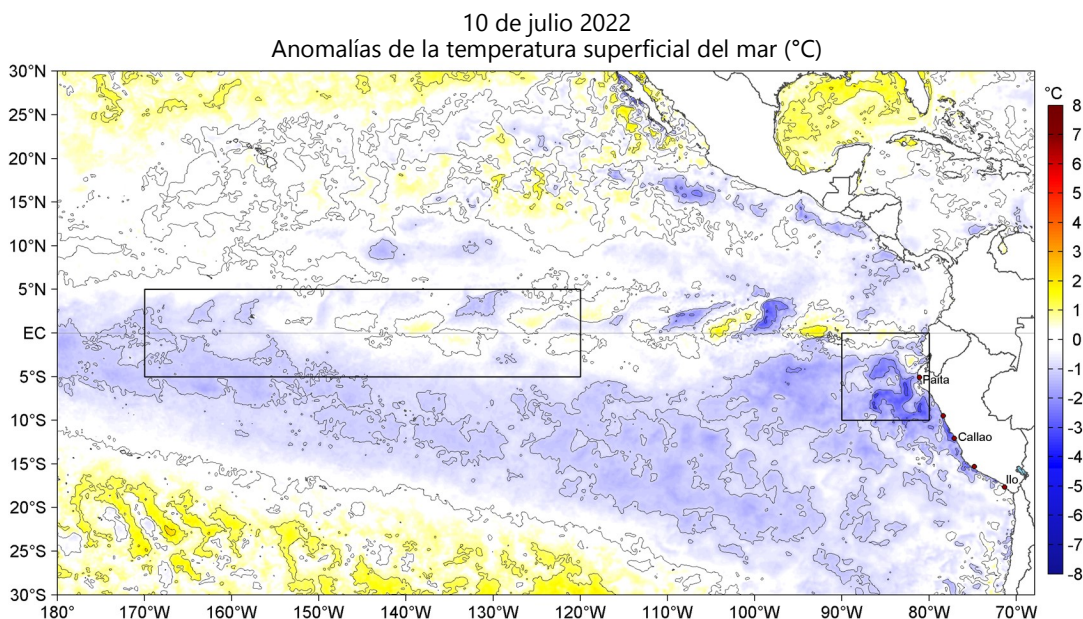 10 de julio 2022
Anomalías de la temperatura superficial del mar (°C)
30°N
25°N
20°N
15°N
10°N
5°N
EC
5°S
10°S
15°S
20°S
25°S
30°S
180
170°W
160°W
150°W
140°W
130°W
120°W
110°W
100°W
90°W
80°W
70°W
Paita
Callao
Ilo
°C
8
7
6
5
4
3
2
1
0
-1
-2
-3
-4
-5
-6
-7
-8